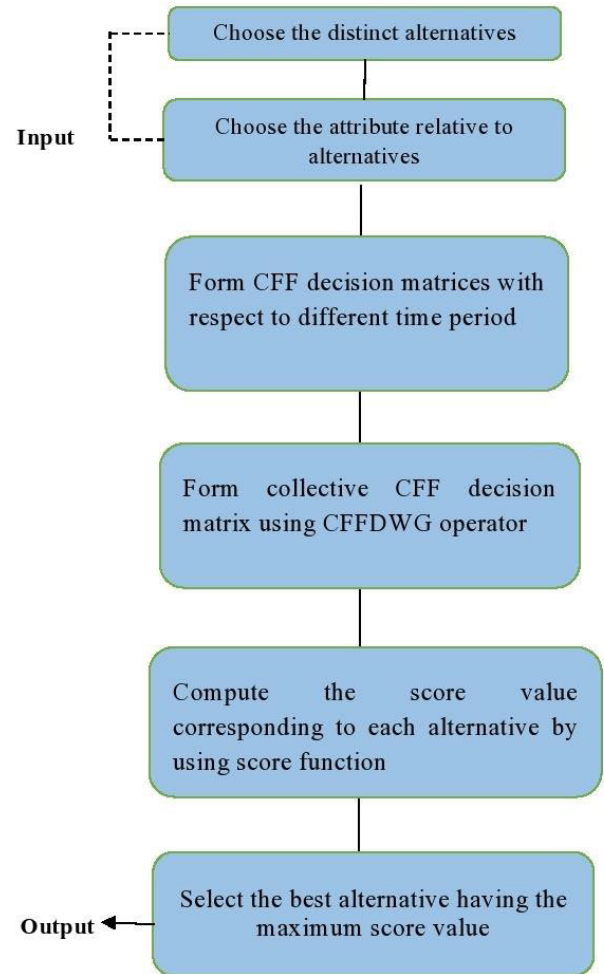 Choose the distinct alternatives
Input
Choose the attribute relative to
alternatives
Form CFF decision matrices with
respect to different time period
Form collective CFF decision
matrix using CFFDWG operator
Compute the score value
corresponding to each alternative by
using score function
Select the best alternative having the
maximum score value
Output